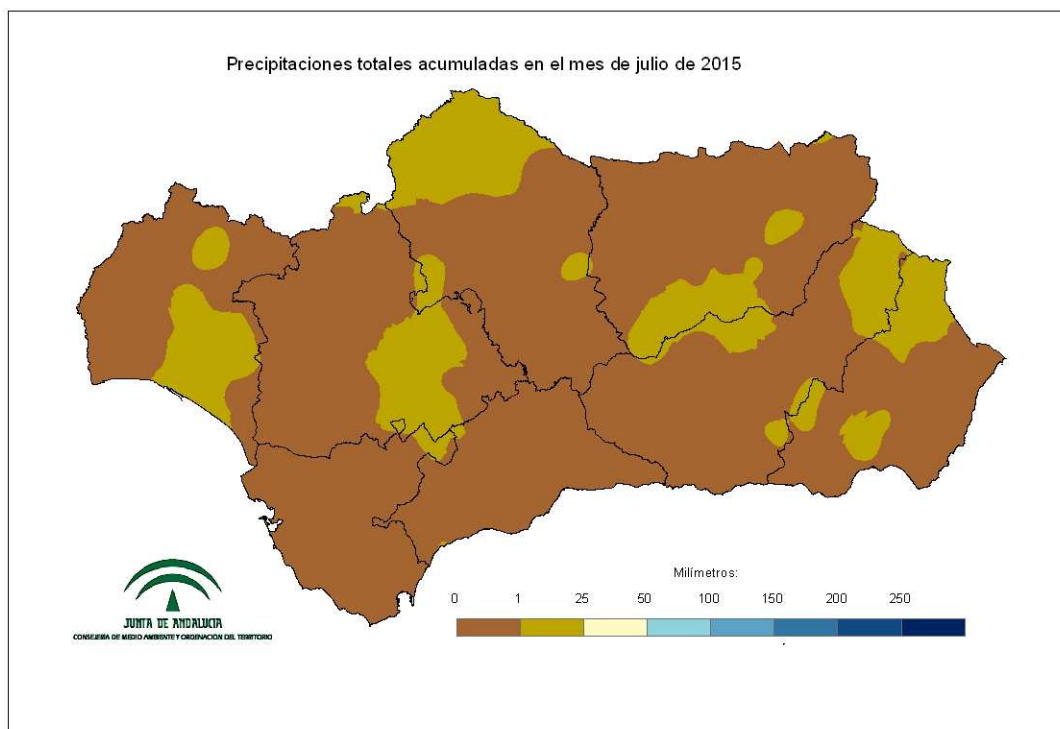 Precipitaciones totales acumuladas en el mes de julio de 2015
Milímetros:
0 1 25 50 100 150 200 250
JUNTA DE ANDALUCIA
CONSEJERÍA DE MEDIO AMBIENTE Y ORDENACIÓN DEL TERRITORIO